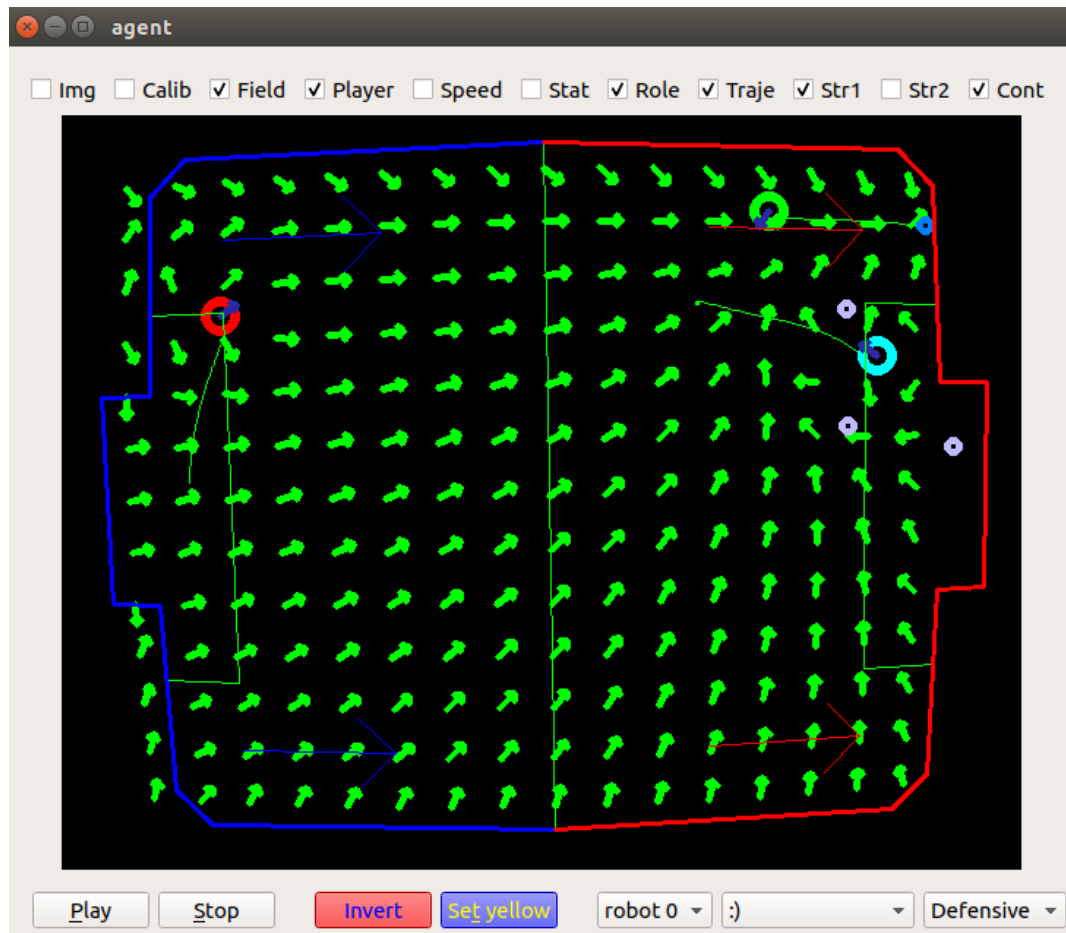 agent
Img Calib Field Player Speed Stat Role Traje Str1 Str2 Cont
Play Stop Invert Set yellow robot 0 :) Defensive